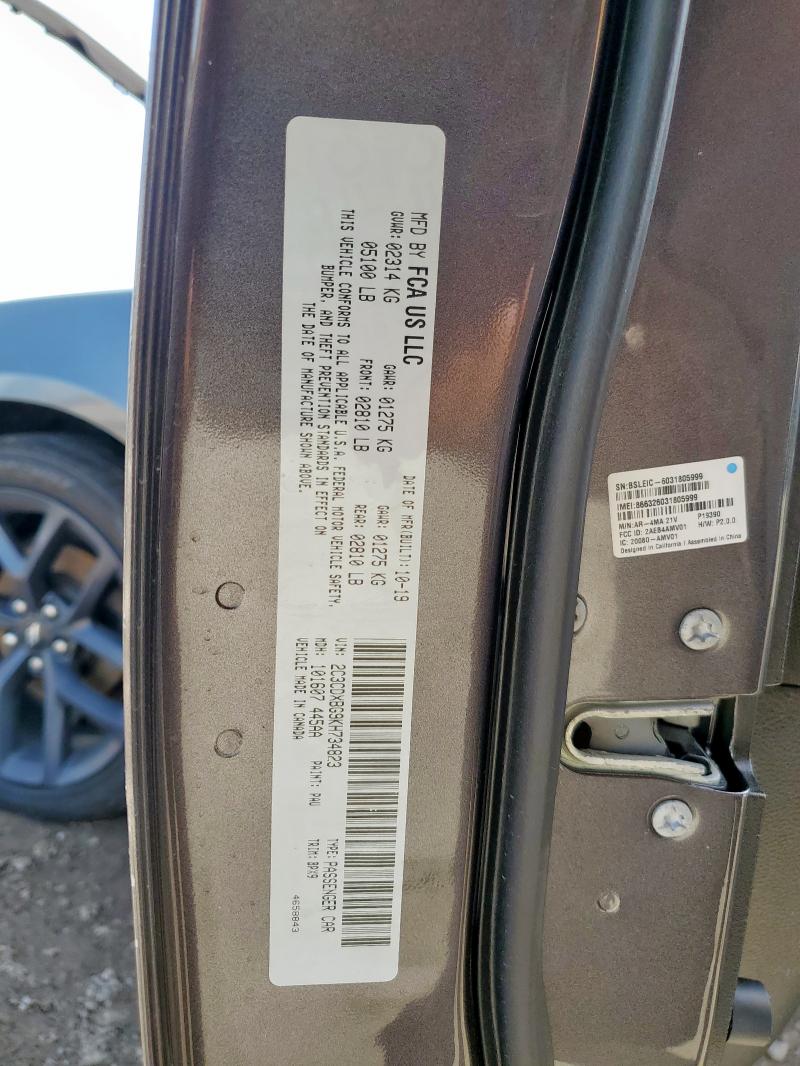 MFD BY FCA US LLC
DATE OF MFR(BUILT): 10-19
GVWR: 02314 KG GAWR: 01275 KG 01275 KG
05100 LB FRONT: 02810 LB REAR: 02810 LB
THIS VEHICLE CONFORMS TO ALL APPLICABLE U.S.A. FEDERAL MOTOR VEHICLE SAFETY,
BUMPER, AND THEFT PREVENTION STANDARDS IN EFFECT ON
THE DATE OF MANUFACTURE SHOWN ABOVE.
VIN: 2C3CDXBG9KH734823 TYPE: PASSENGER CAR
MDH: 101607 445AA PAINT: PAU TRIM: BPX9
VEHICLE MADE IN CANADA
4658843
SN:BSLEIC-6031805999
IMEI:866326031805999
M/N:AR-4MA 21V P19390
FCC ID: 2AEB4AMV01 H/W: P2.0.0
IC: 20080-AMV01
Designed in California | Assembled in China